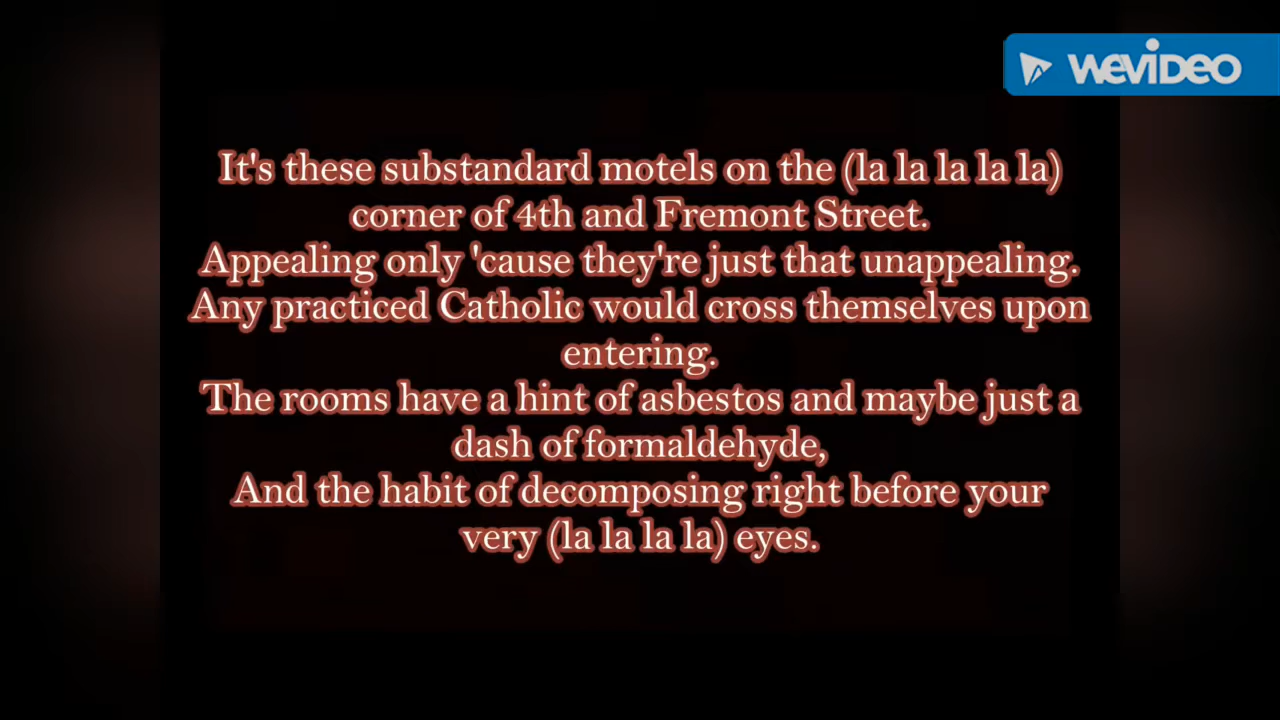 WEVIDEO
It's these substandard motels on the (la la la la la)
corner of 4th and Fremont Street.
Appealing only 'cause they're just that unappealing.
Any practiced Catholic would cross themselves upon
entering.
The rooms have a hint of asbestos and maybe just a
dash of formaldehyde,
And the habit of decomposing right before your
very (la la la la) eyes.